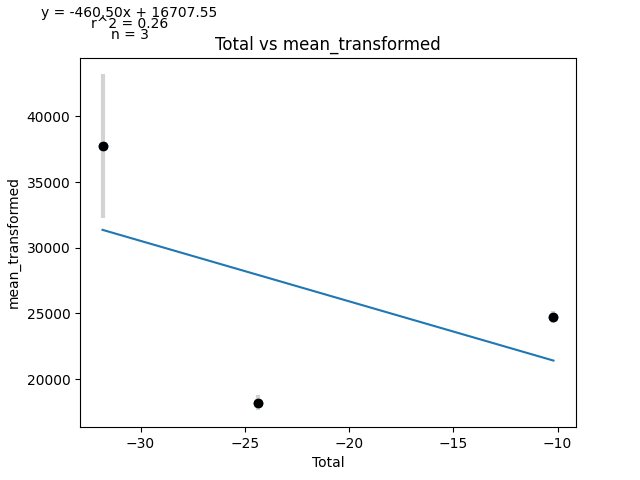 y = -460.50x + 16707.55
r^2 = 0.26
n = 3
Total vs mean_transformed
40000
35000
30000
25000
20000
mean_transformed
−30
−25
−20
−15
−10
Total